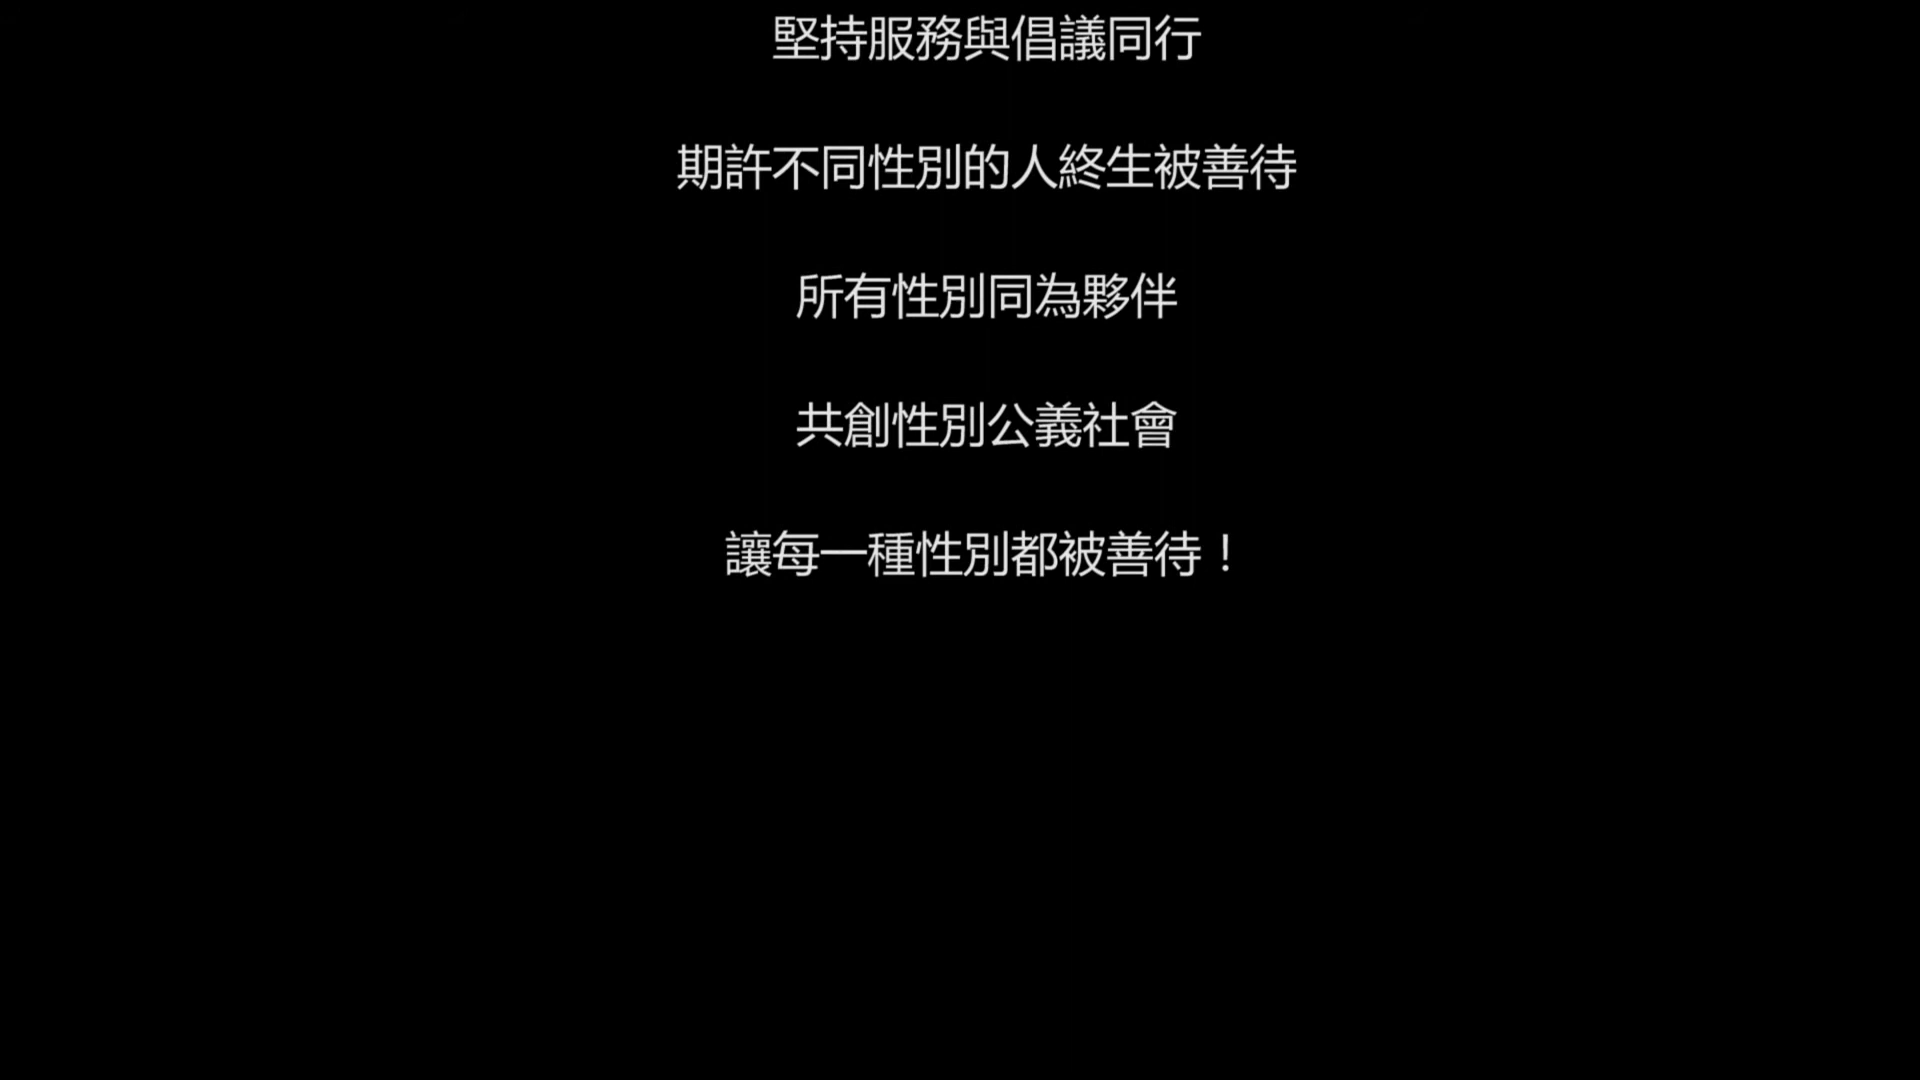 堅持服務與倡議同行
期許不同性別的人終生被善待
所有性別同為夥伴
共創性別公義社會
讓每一種性別都被善待！